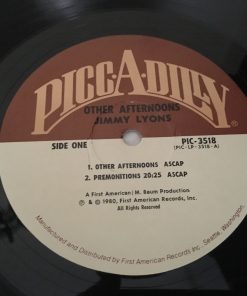 PICC·A·DILLY
OTHER AFTERNOONS
JIMMY LYONS
SIDE ONE
PIC-3518
(PIC-LP-3518-A)
1. OTHER AFTERNOONS ASCAP
2. PREMONITIONS 20:25 ASCAP
A First American/M. Baum Production
℗ & © 1980, First American Records, Inc.
All Rights Reserved
Manufactured and Distributed by First American Records Inc. Seattle, Washington.